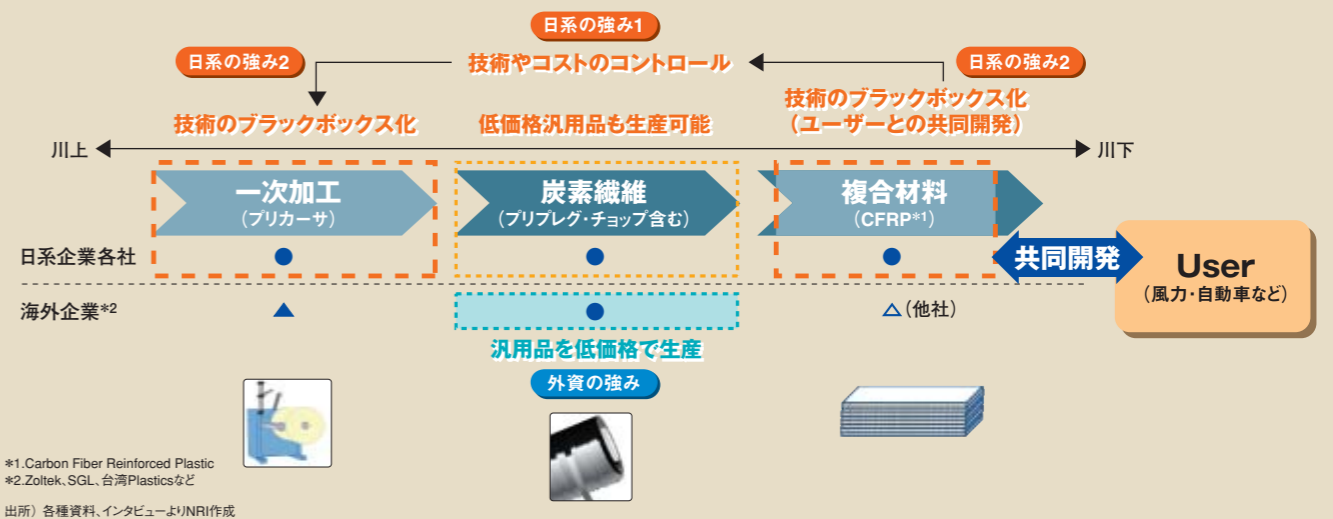 日系の強み1
日系の強み2
技術やコストのコントロール
日系の強み2
技術のブラックボックス化
低価格汎用品も生産可能
技術のブラックボックス化
（ユーザーとの共同開発）
川上
川下
一次加工
（プリカーサ）
炭素繊維
（プリプレグ・チョップ含む）
複合材料
（CFRP*1）
日系企業各社
共同開発
User
（風力・自動車など）
海外企業*2
（他社）
汎用品を低価格で生産
外資の強み
*1.Carbon Fiber Reinforced Plastic
*2.Zoltek、SGL、台湾Plasticsなど
出所）各種資料、インタビューよりNRI作成